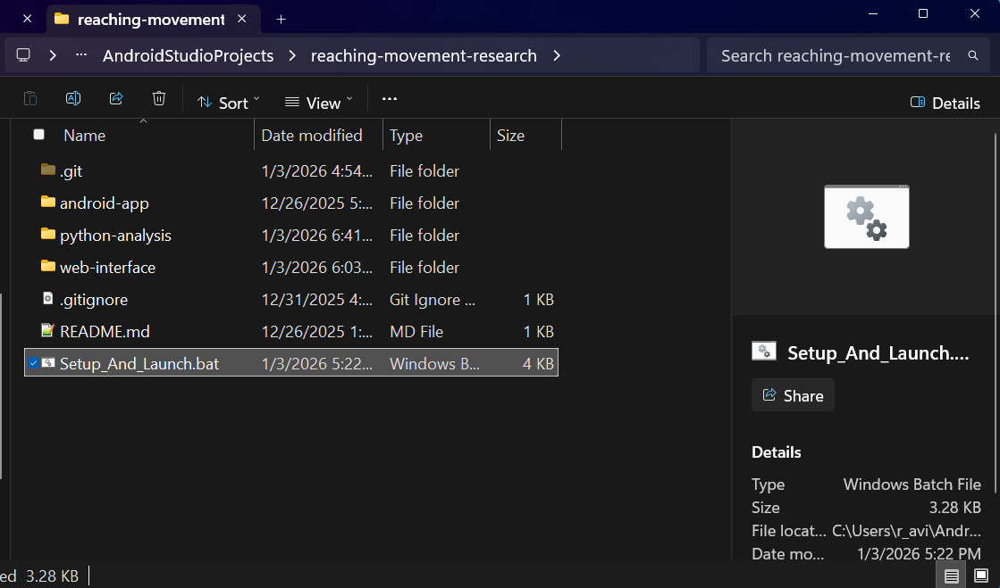 reaching-movement
AndroidStudioProjects reaching-movement-research Search reaching-movement-re
Sort View ... Details
Name Date modified Type Size
.git 1/3/2026 4:54... File folder
android-app 12/26/2025 5:... File folder
python-analysis 1/3/2026 6:41... File folder
web-interface 1/3/2026 6:03... File folder
.gitignore 12/31/2025 4:... Git Ignore ... 1 KB
README.md 12/26/2025 1:... MD File 1 KB
Setup_And_Launch.bat 1/3/2026 5:22... Windows B... 4 KB
Setup_And_Launch....
Share
Details
Type Windows Batch File
Size 3.28 KB
File locat... C:\Users\r_avi\Andr...
Date mo... 1/3/2026 5:22 PM
ed 3.28 KB